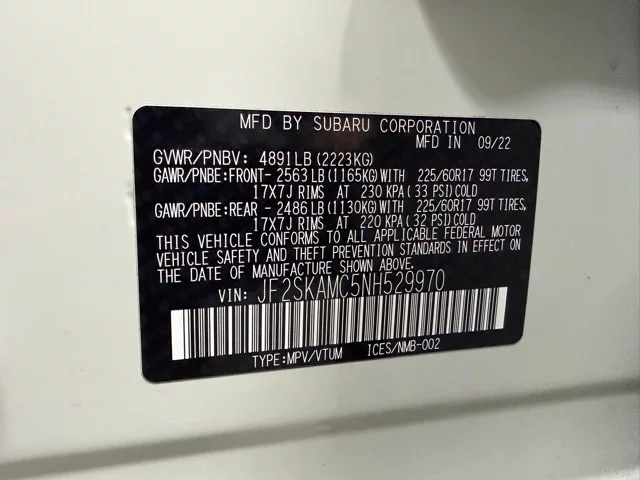 MFD BY SUBARU CORPORATION
MFD IN 09/22
GVWR/PNBV: 4891LB(2223KG)
GAWR/PNBE:FRONT- 2563LB(1165KG)WITH 225/60R17 99T TIRES,
17X7J RIMS AT 230 KPA(33 PSI)COLD
GAWR/PNBE:REAR - 2486LB(1130KG)WITH 225/60R17 99T TIRES,
17X7J RIMS AT 220 KPA(32 PSI)COLD
THIS VEHICLE CONFORMS TO ALL APPLICABLE FEDERAL MOTOR
VEHICLE SAFETY AND THEFT PREVENTION STANDARDS IN EFFECT ON
THE DATE OF MANUFACTURE SHOWN ABOVE.
VIN: JF2SKAMC5NH529970
TYPE:MPV/VTUM ICES/NMB-002